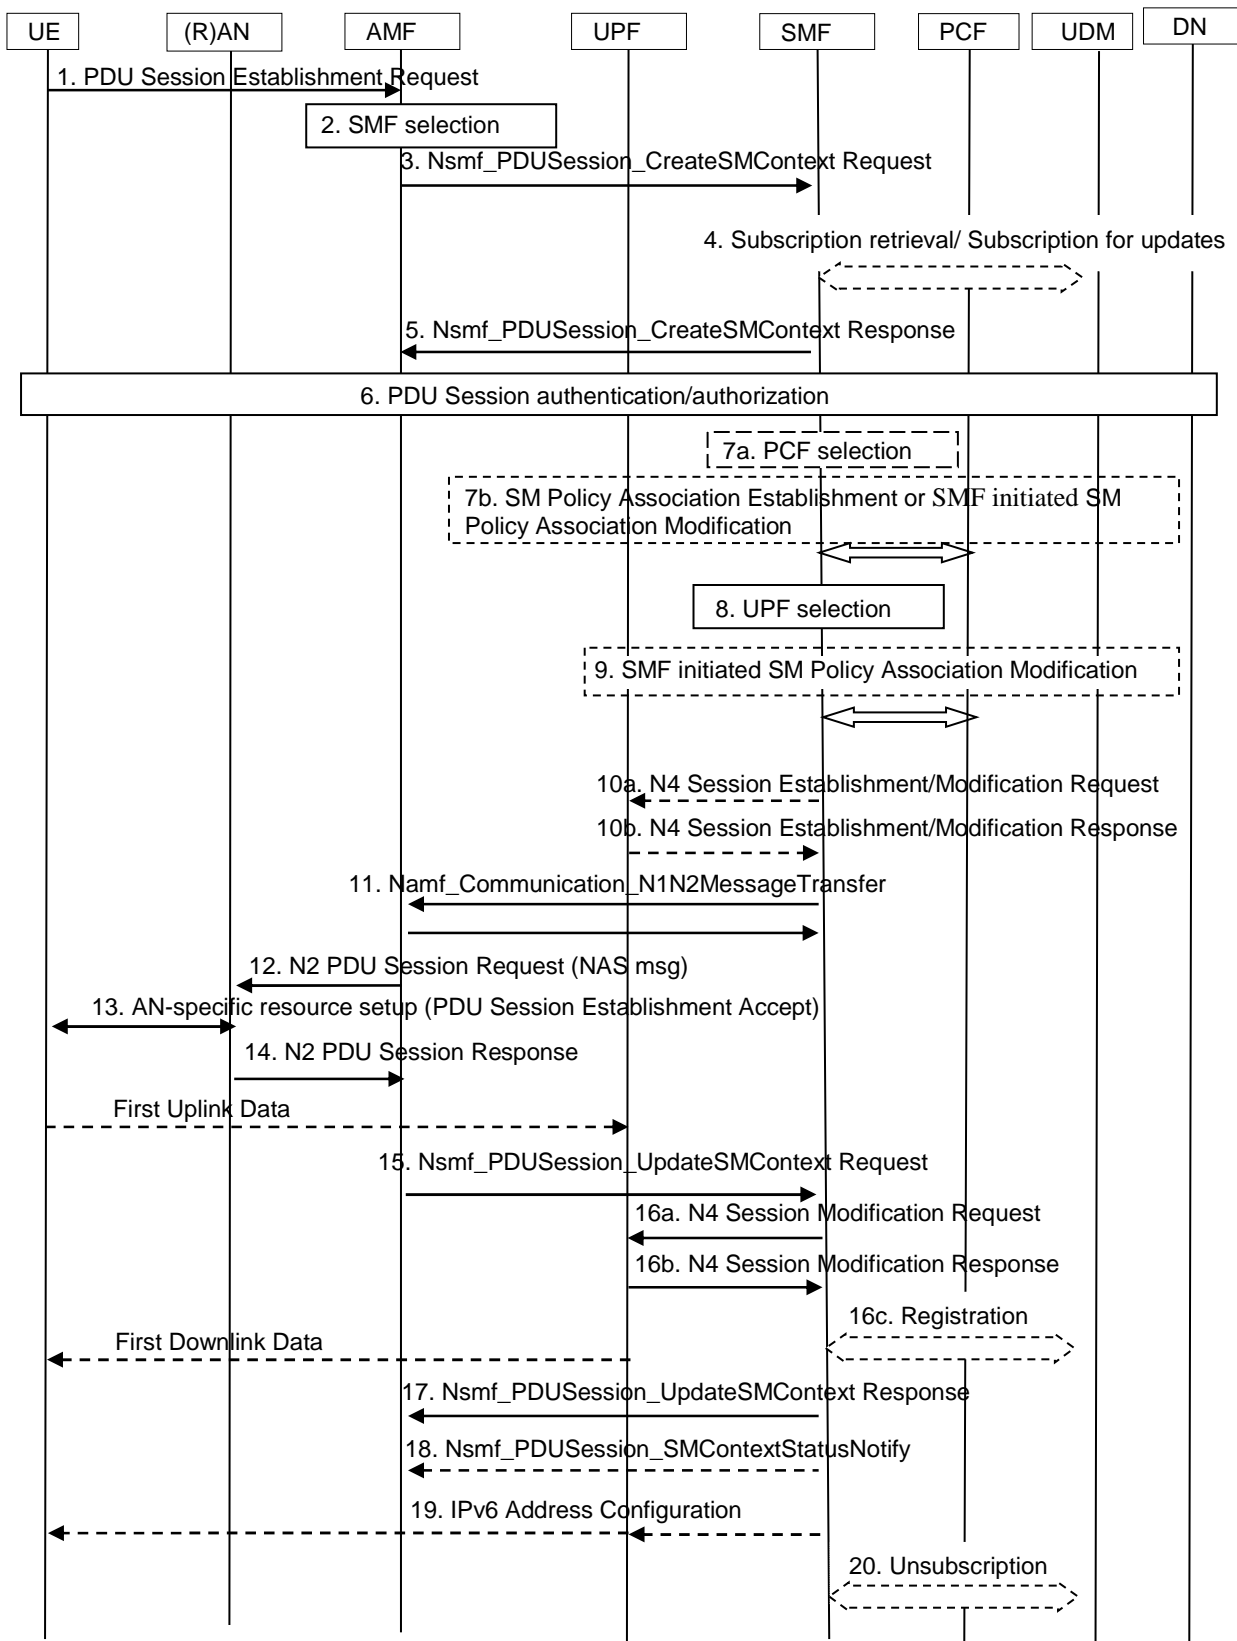 UE
(R)AN
AMF
UPF
SMF
PCF
UDM
DN
1. PDU Session Establishment Request
2. SMF selection
3. Nsmf_PDUSession_CreateSMContext Request
4. Subscription retrieval/ Subscription for updates
5. Nsmf_PDUSession_CreateSMContext Response
6. PDU Session authentication/authorization
7a. PCF selection
7b. SM Policy Association Establishment or SMF initiated SM
Policy Association Modification
8. UPF selection
9. SMF initiated SM Policy Association Modification
10a. N4 Session Establishment/Modification Request
10b. N4 Session Establishment/Modification Response
11. Namf_Communication_N1N2MessageTransfer
12. N2 PDU Session Request (NAS msg)
13. AN-specific resource setup (PDU Session Establishment Accept)
14. N2 PDU Session Response
First Uplink Data
15. Nsmf_PDUSession_UpdateSMContext Request
16a. N4 Session Modification Request
16b. N4 Session Modification Response
16c. Registration
First Downlink Data
17. Nsmf_PDUSession_UpdateSMContext Response
18. Nsmf_PDUSession_SMContextStatusNotify
19. IPv6 Address Configuration
20. Unsubscription